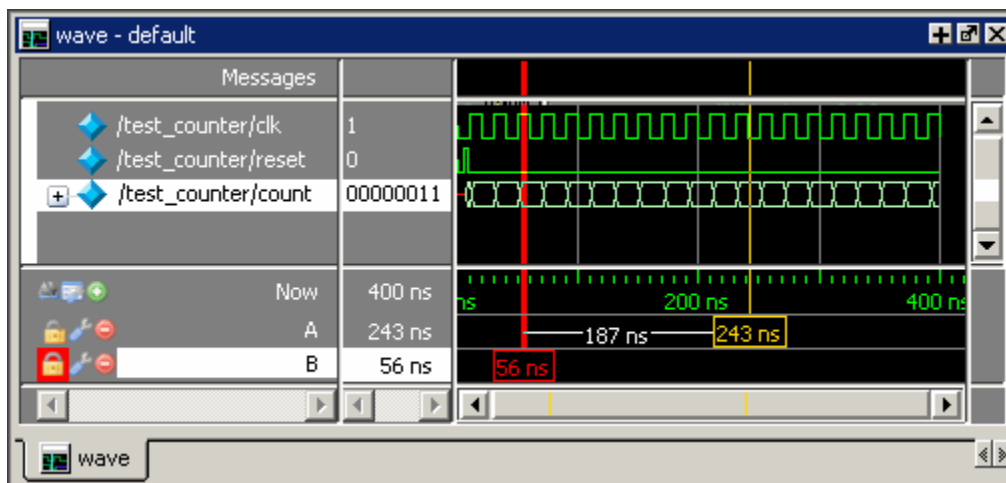 wave - default
Messages
/test_counter/clk 1
/test_counter/reset 0
/test_counter/count 00000011
Now 400 ns ns 200 ns 400 ns
A 243 ns 187 ns 243 ns
B 56 ns 56 ns
wave